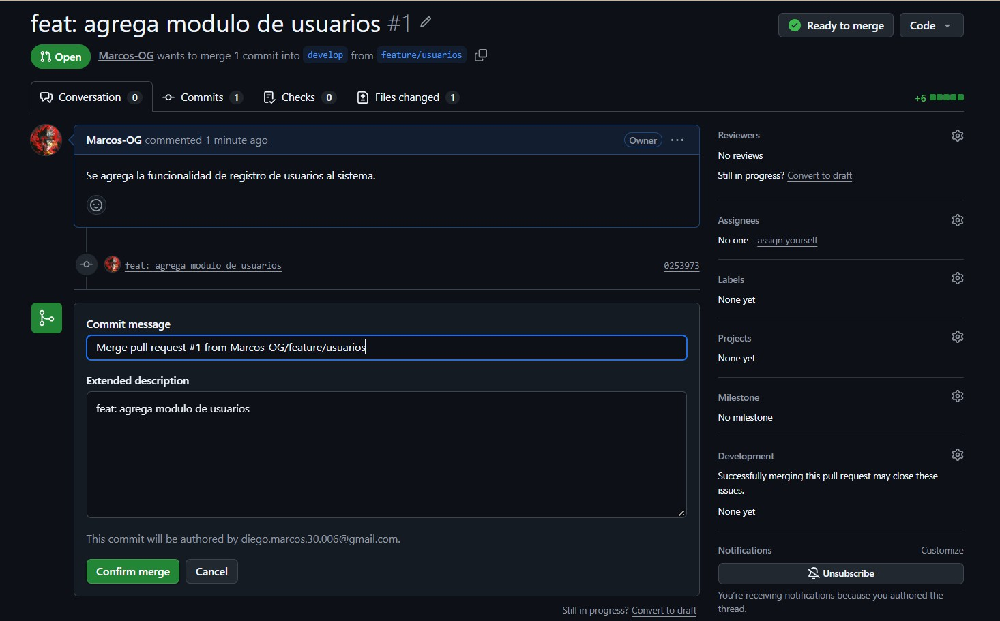 feat: agrega modulo de usuarios #1
Ready to merge
Code
Open
Marcos-OG wants to merge 1 commit into develop from feature/usuarios
Conversation 0
Commits 1
Checks 0
Files changed 1
+6
Marcos-OG commented 1 minute ago
Owner
Se agrega la funcionalidad de registro de usuarios al sistema.
feat: agrega modulo de usuarios
0253973
Commit message
Merge pull request #1 from Marcos-OG/feature/usuarios
Extended description
feat: agrega modulo de usuarios
This commit will be authored by diego.marcos.30.006@gmail.com.
Confirm merge
Cancel
Still in progress? Convert to draft
Reviewers
No reviews
Still in progress? Convert to draft
Assignees
No one—assign yourself
Labels
None yet
Projects
None yet
Milestone
No milestone
Development
Successfully merging this pull request may close these
issues.
None yet
Notifications
Customize
Unsubscribe
You’re receiving notifications because you authored the
thread.